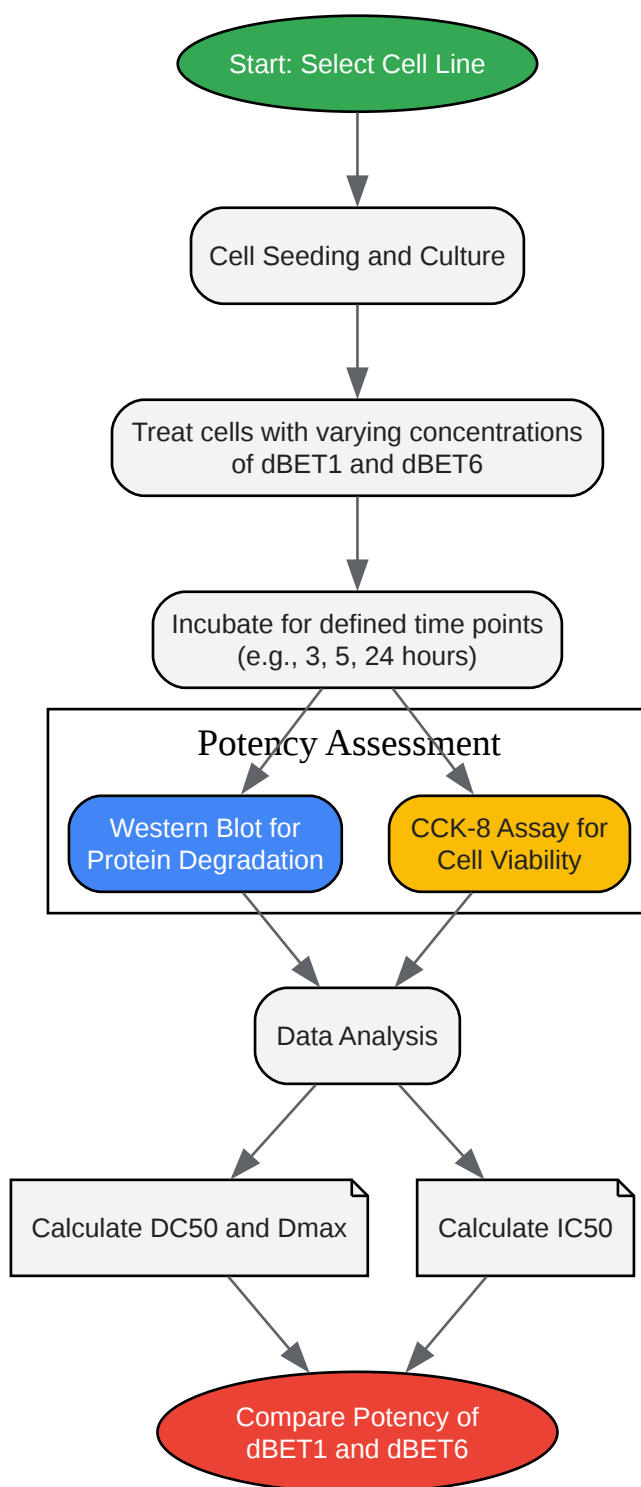 Start: Select Cell Line
Cell Seeding and Culture
Treat cells with varying concentrations
of dBET1 and dBET6
Incubate for defined time points
(e.g., 3, 5, 24 hours)
Potency Assessment
Western Blot for
Protein Degradation
CCK-8 Assay for
Cell Viability
Data Analysis
Calculate DC50 and Dmax
Calculate IC50
Compare Potency of
dBET1 and dBET6